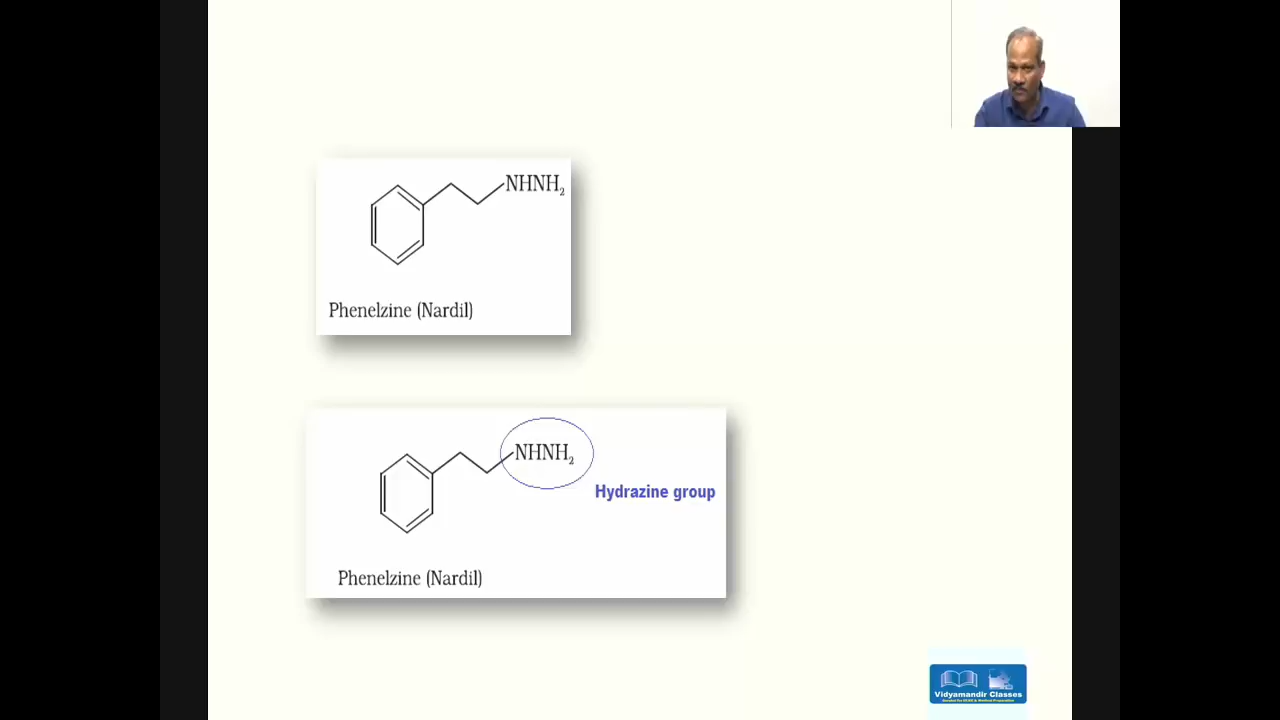 NHNH₂
Phenelzine (Nardil)
NHNH₂
Hydrazine group
Phenelzine (Nardil)
Vidyamandir Classes